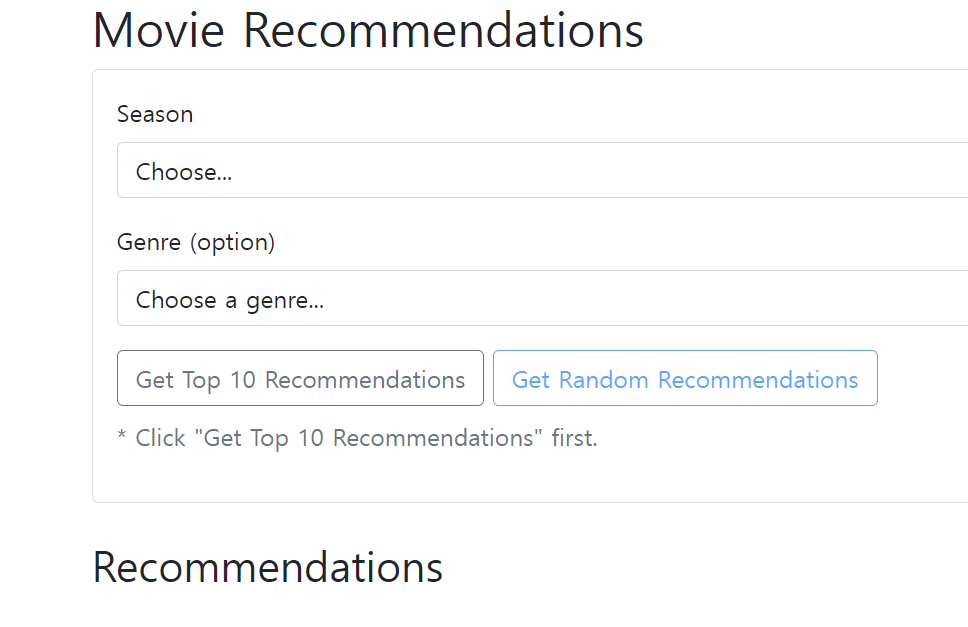 Movie Recommendations
Season
Choose...
Genre (option)
Choose a genre...
Get Top 10 Recommendations
Get Random Recommendations
* Click "Get Top 10 Recommendations" first.
Recommendations